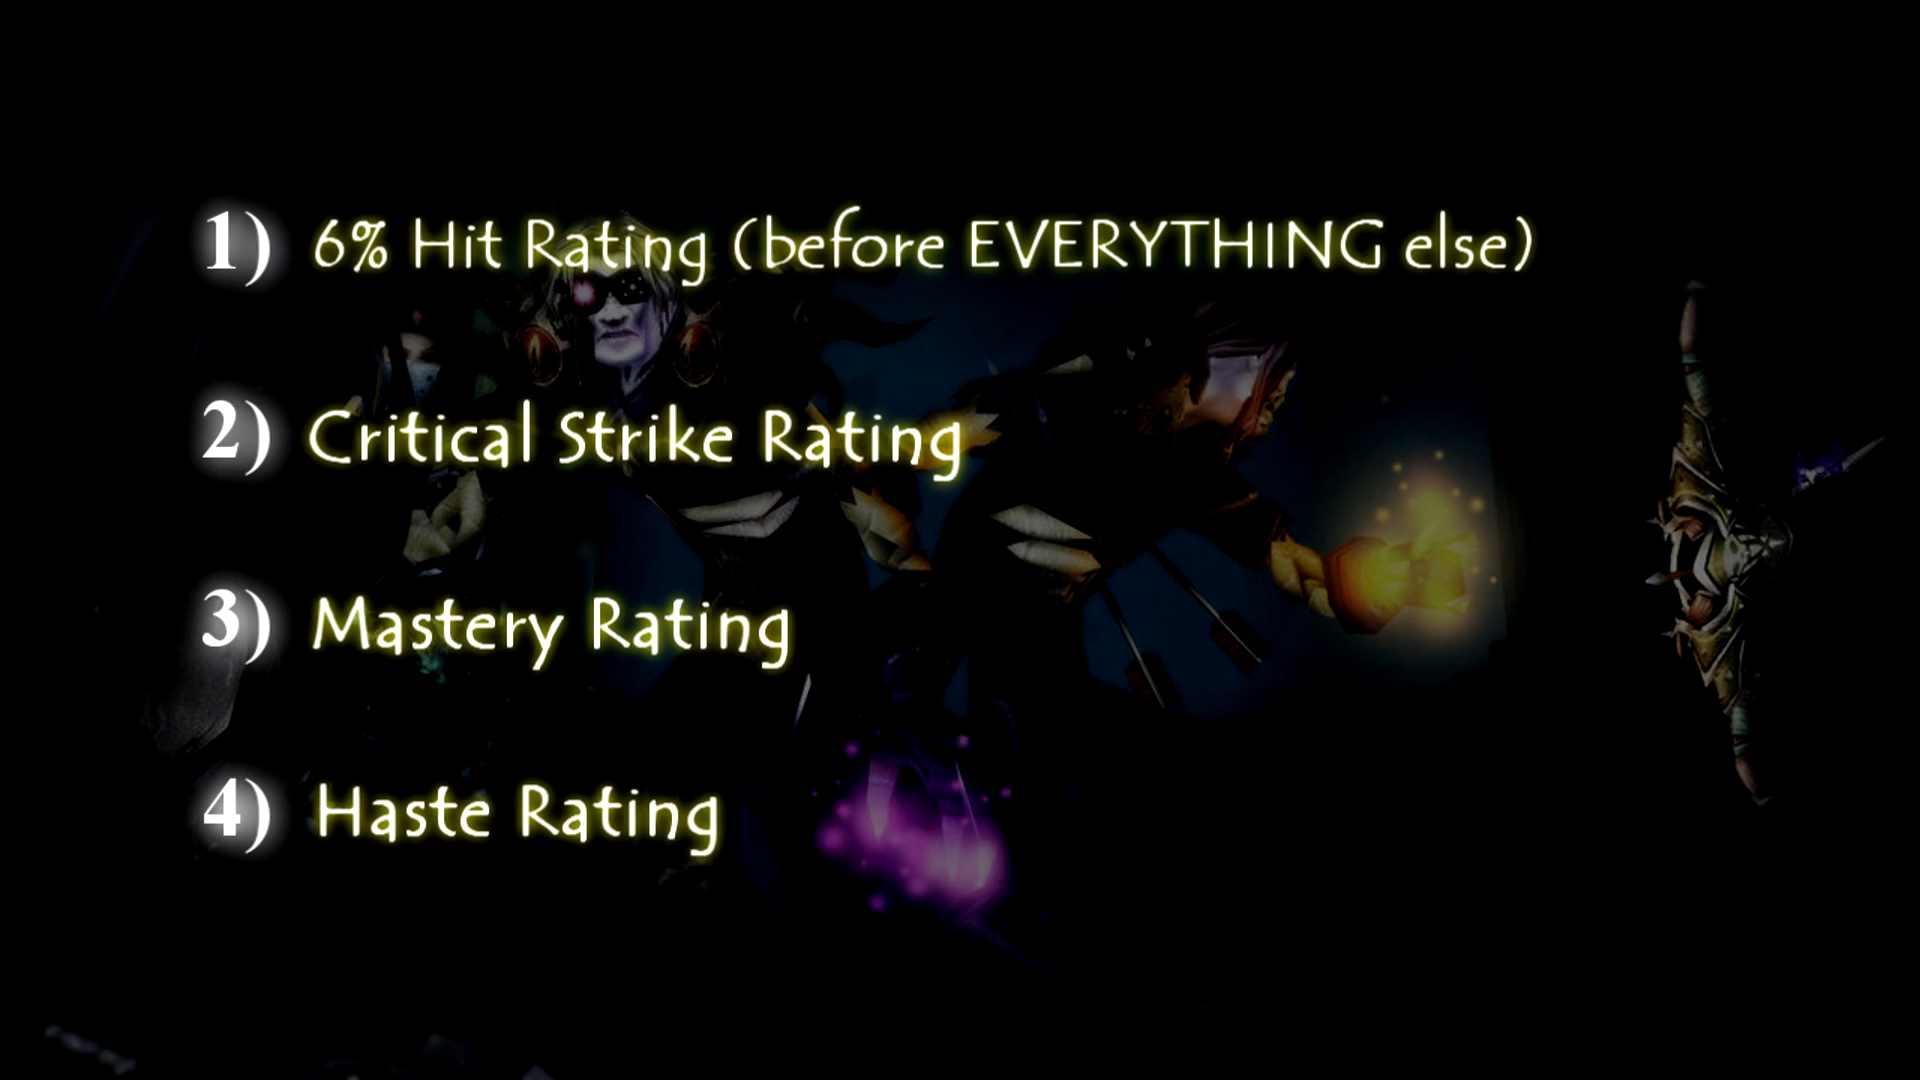 1) 6% Hit Rating (before EVERYTHING else)
2) Critical Strike Rating
3) Mastery Rating
4) Haste Rating